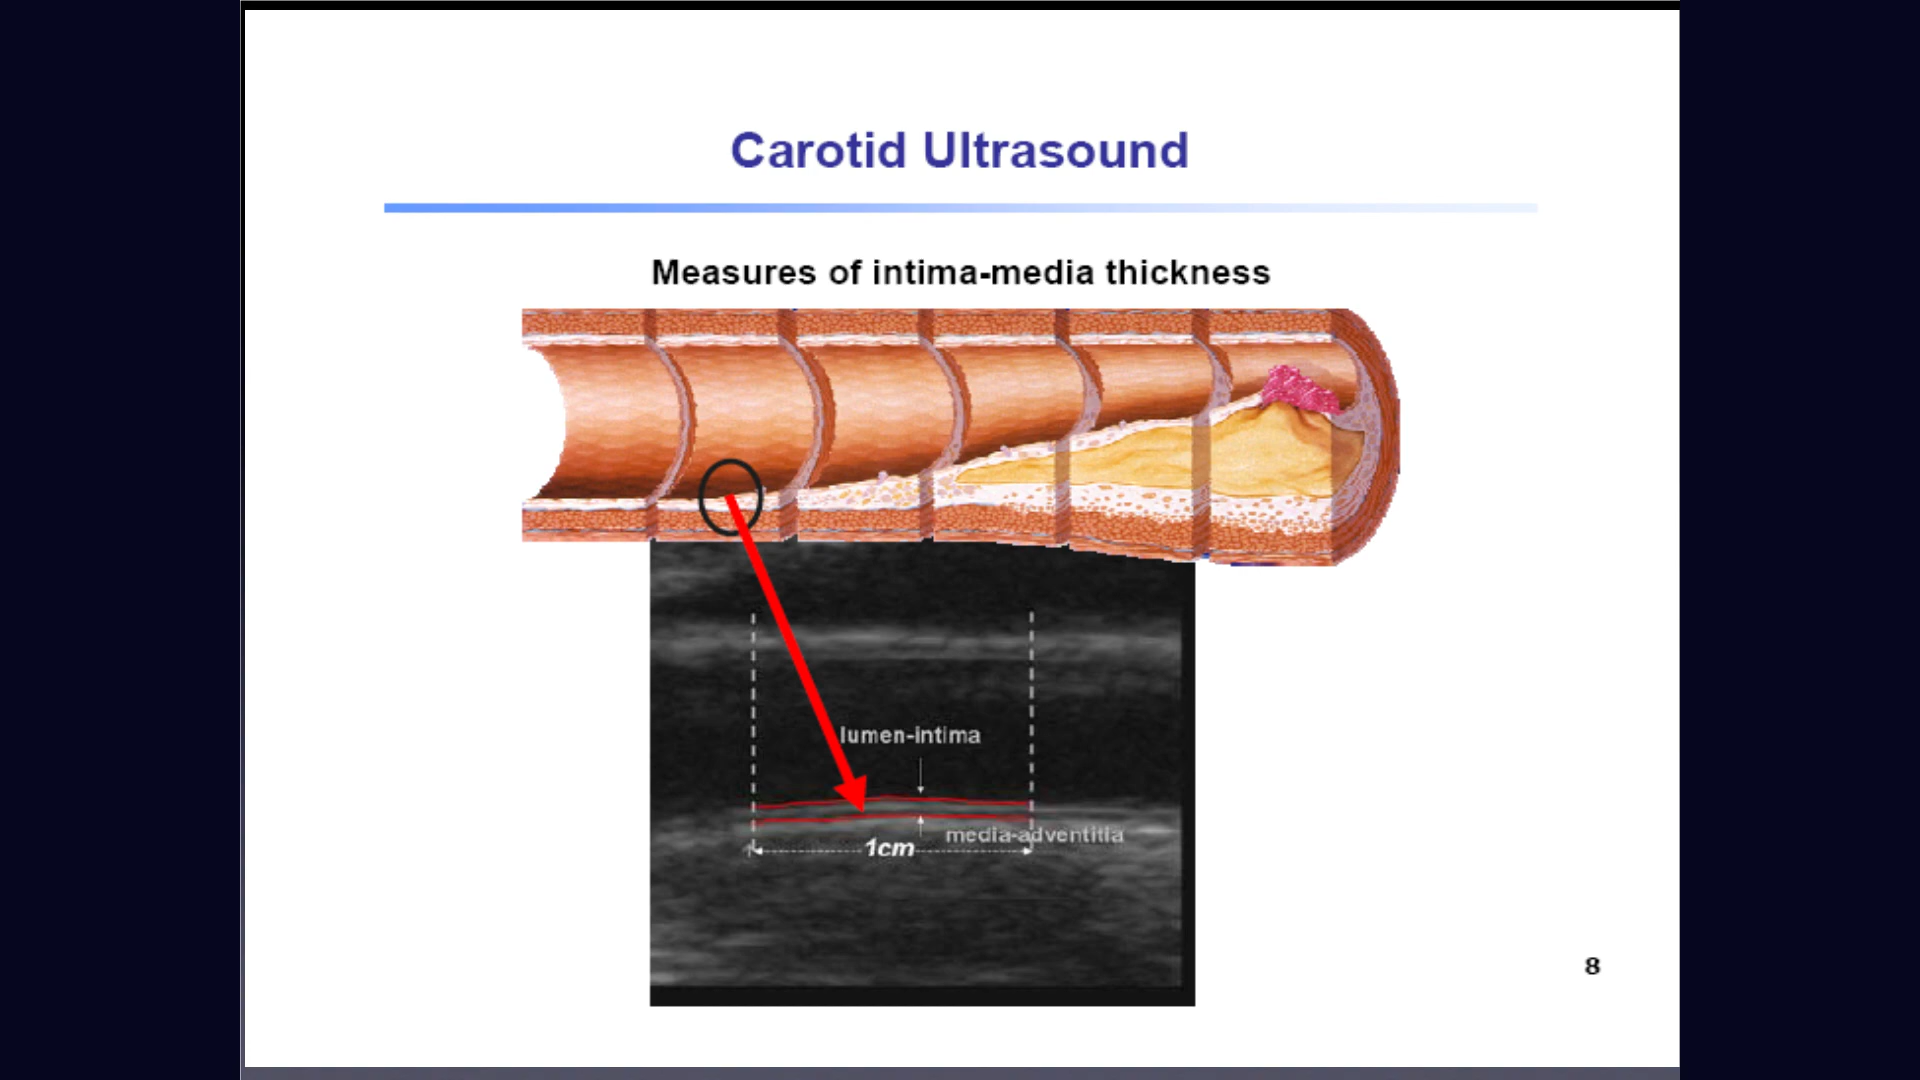 Carotid Ultrasound
Measures of intima-media thickness
lumen-intima
media-adventitia
1cm
8